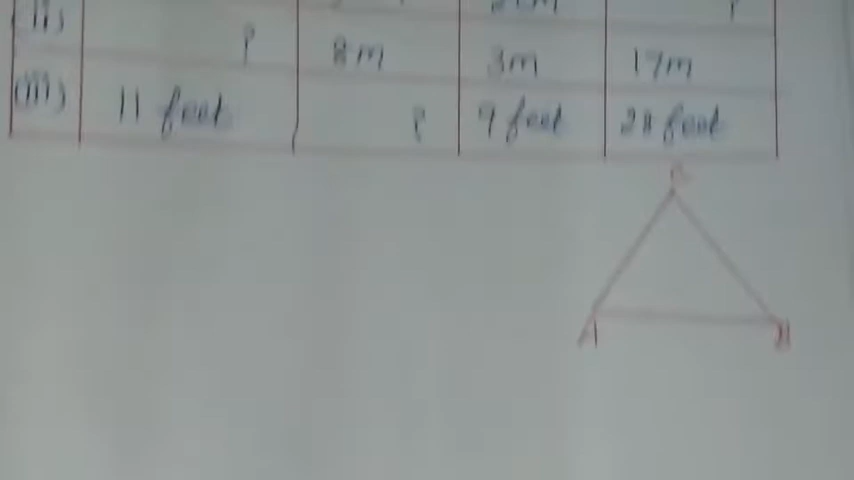 (ii)
? 8m 3m 17m
(iii) 11 feet ? 9 feet 28 feet
A B